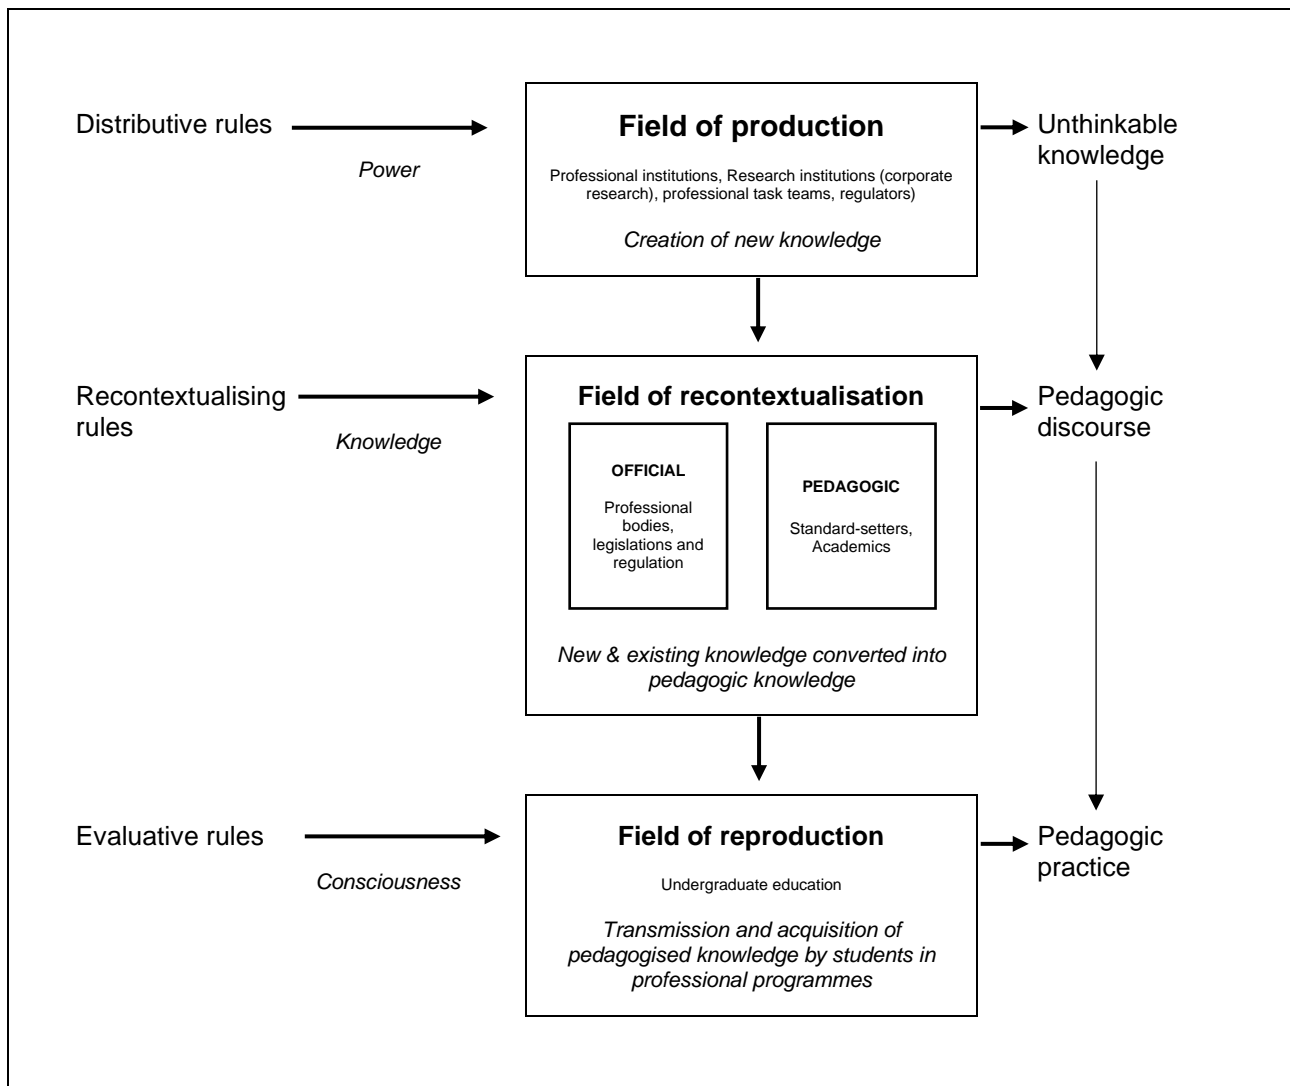 Distributive rules
Power
Field of production
Professional institutions, Research institutions (corporate
research), professional task teams, regulators)
Creation of new knowledge
Unthinkable
knowledge
Recontextualising
rules
Knowledge
Field of recontextualisation
OFFICIAL
Professional
bodies,
legislations and
regulation
PEDAGOGIC
Standard-setters,
Academics
New & existing knowledge converted into
pedagogic knowledge
Pedagogic
discourse
Evaluative rules
Consciousness
Field of reproduction
Undergraduate education
Transmission and acquisition of
pedagogised knowledge by students in
professional programmes
Pedagogic
practice